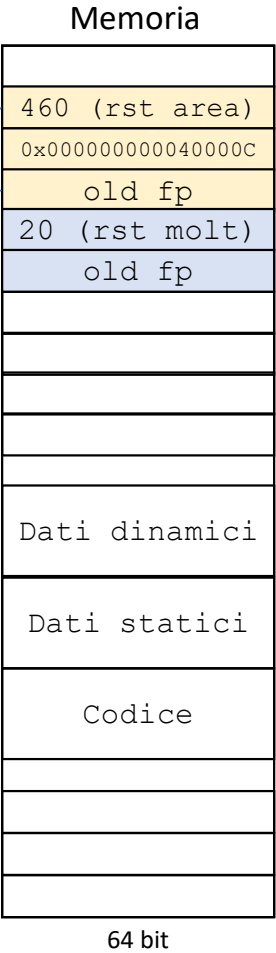 Memoria
460 (rst area)
0x000000000040000C
old fp
20 (rst molt)
old fp
Dati dinamici
Dati statici
Codice
64 bit